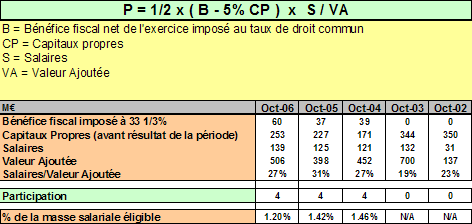 P = 1/2 x ( B - 5% CP ) x S / VA
B = Bénéfice fiscal net de l'exercice imposé au taux de droit commun
CP = Capitaux propres
S = Salaires
VA = Valeur Ajoutée
M€ Oct-06 Oct-05 Oct-04 Oct-03 Oct-02
Bénéfice fiscal imposé à 33 1/3% 60 37 39 0 0
Capitaux Propres (avant résultat de la période) 253 227 171 344 350
Salaires 139 125 121 132 31
Valeur Ajoutée 506 398 452 700 137
Salaires/Valeur Ajoutée 27% 31% 27% 19% 23%
Participation 4 4 4 0 0
% de la masse salariale éligible 1.20% 1.42% 1.46% N/A N/A